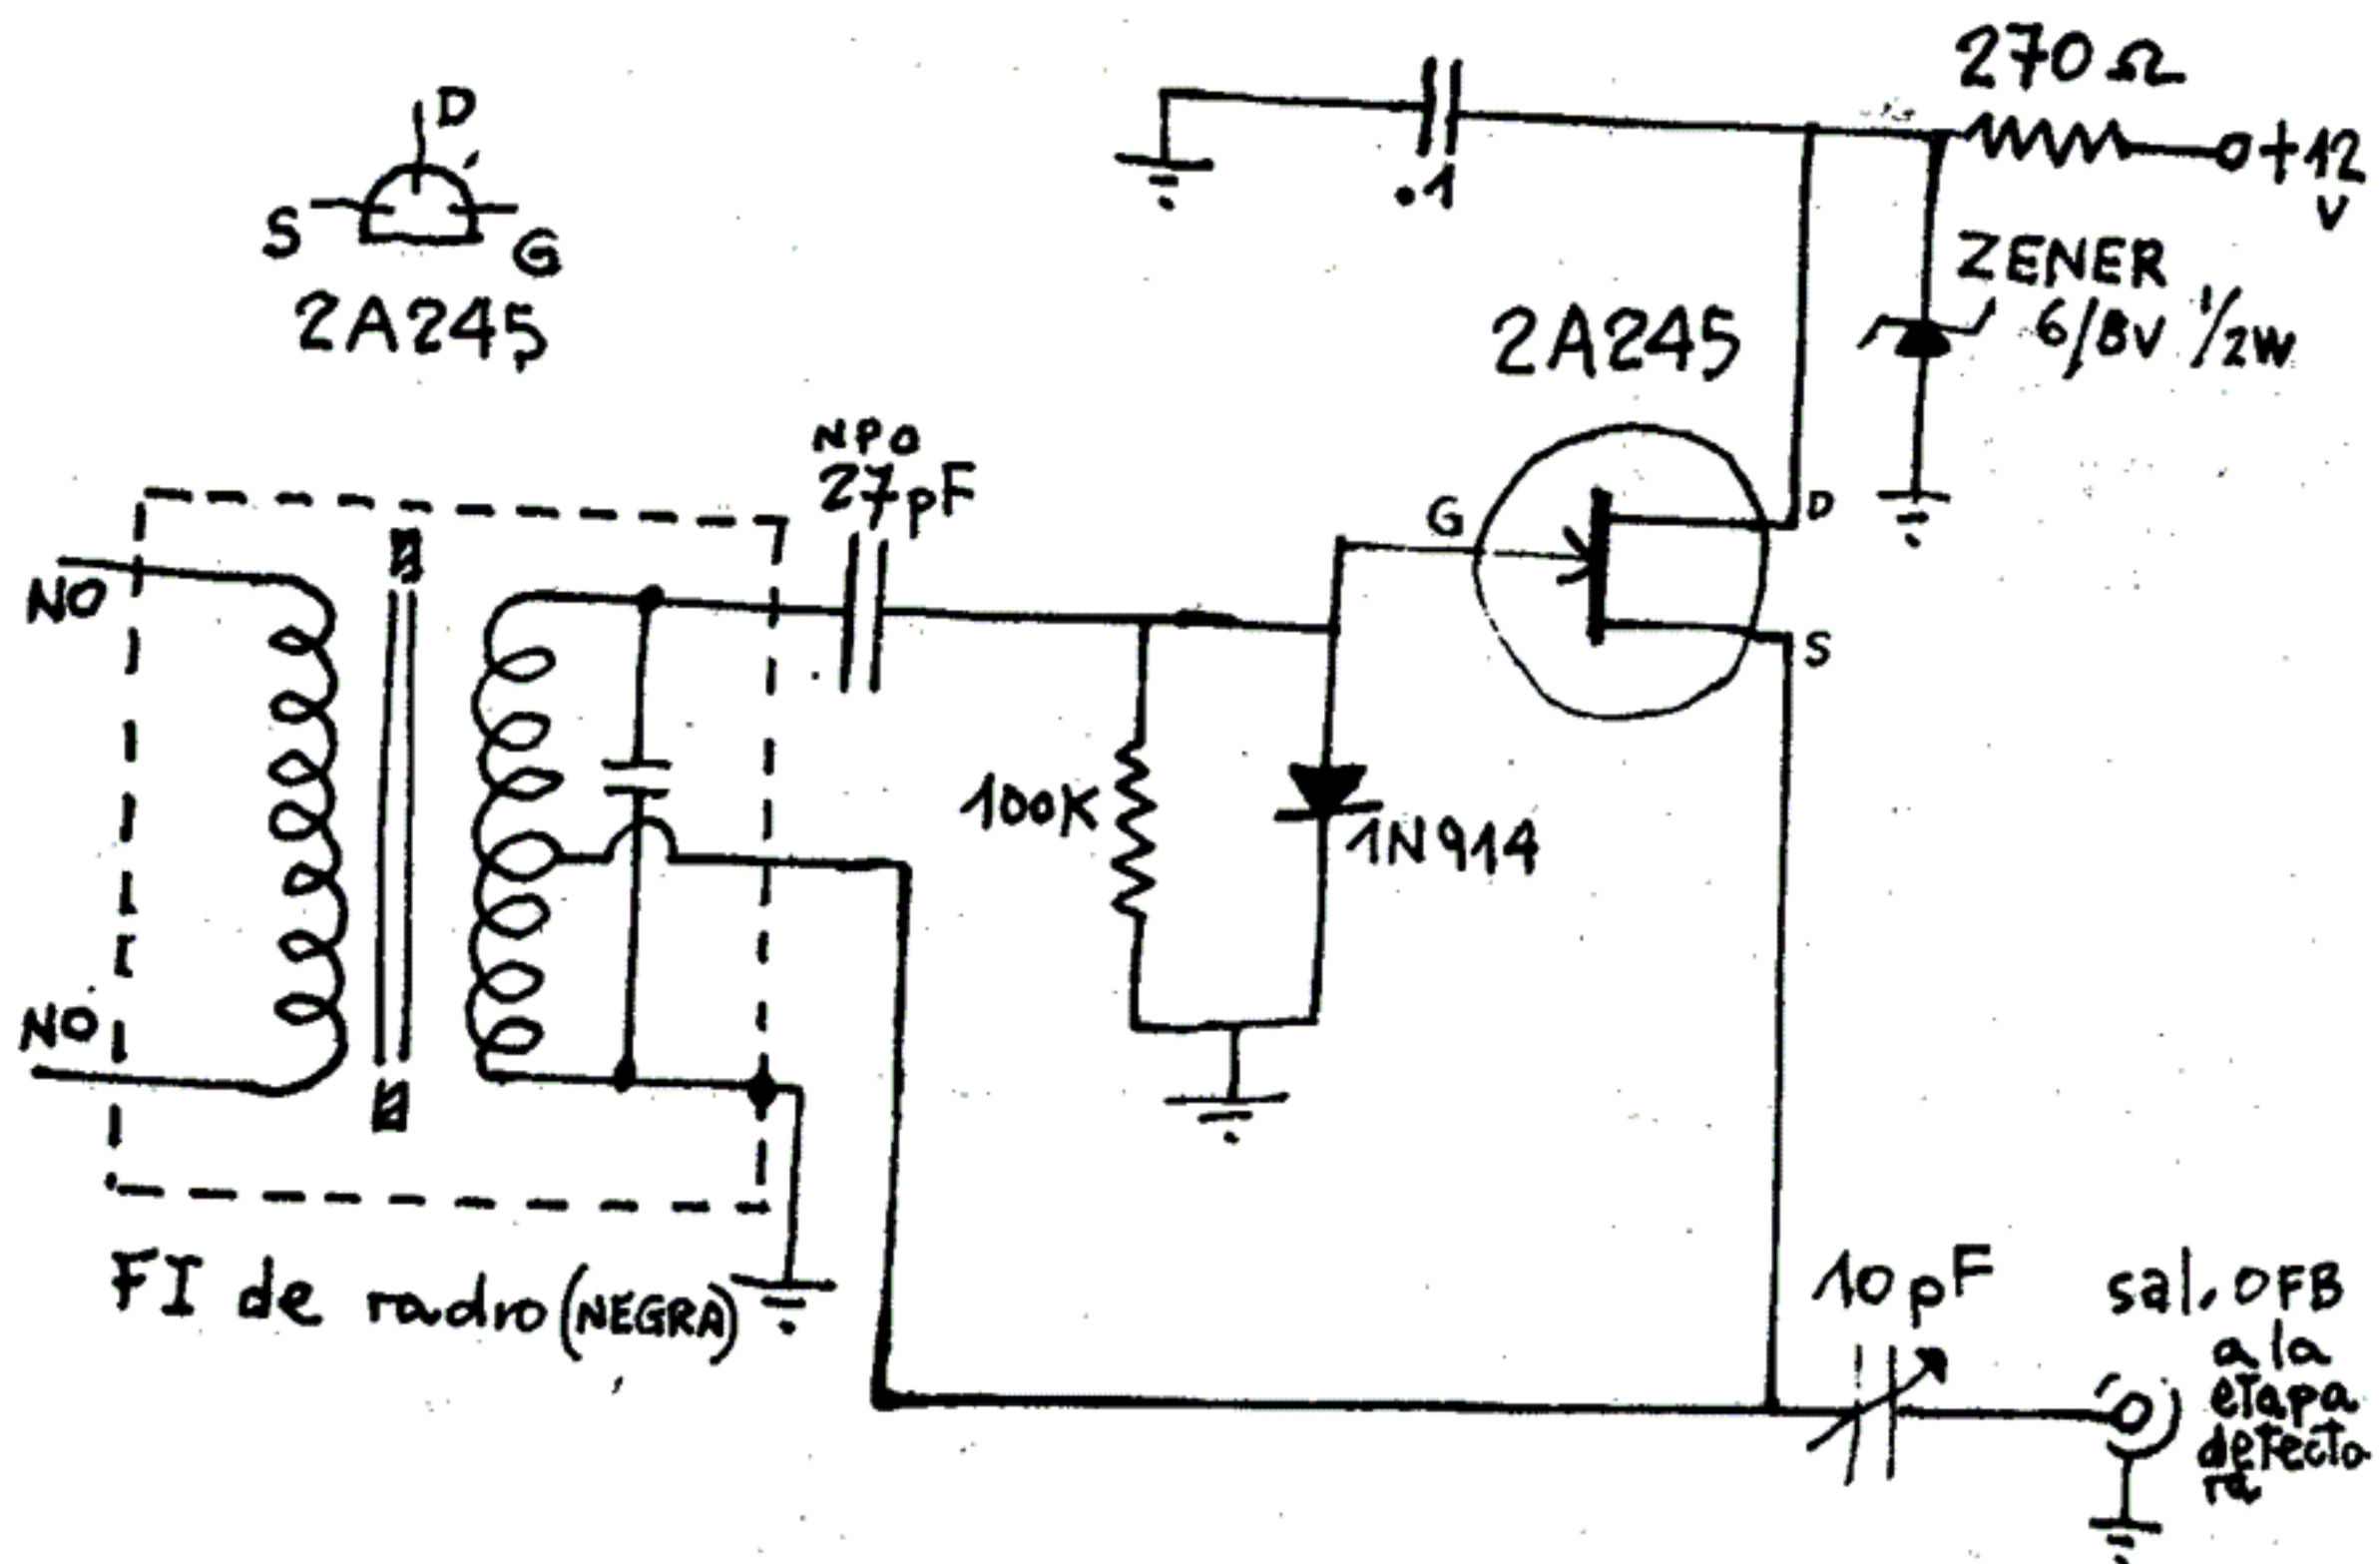 270 Ω
+12
V
.1
D
S
G
2A245
ZENER
6/8V 1/2W
2A245
NPO
27pF
G
D
S
NO
100K
1N914
NO
FI de radro (NEGRA)
10pF
sal. OFB
a la
etapa
detecto
ra